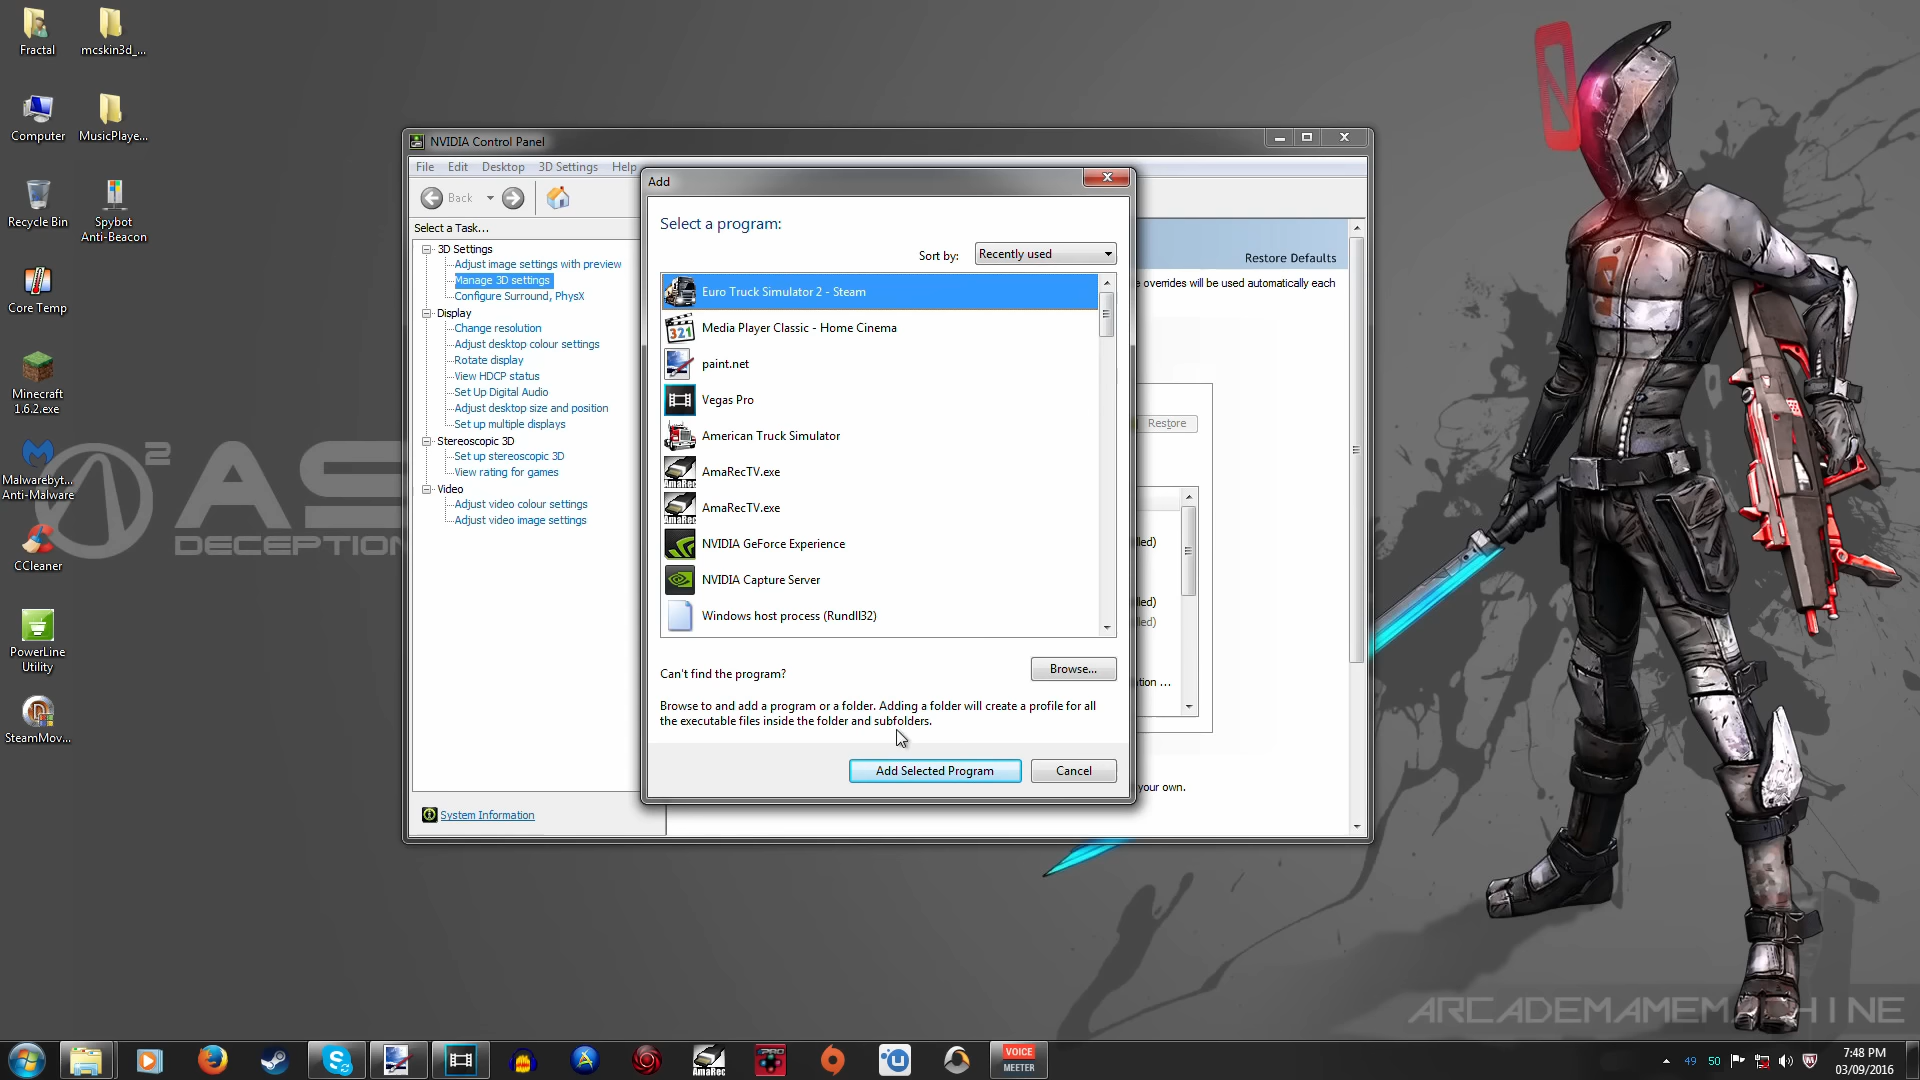 Fractal
mcskin3d_...
Computer
MusicPlaye...
Recycle Bin
Spybot
Anti-Beacon
Core Temp
Minecraft
1.6.2.exe
Malwarebyt...
Anti-Malware
CCleaner
PowerLine
Utility
SteamMov...
2
AS
DECEPTION
NVIDIA Control Panel
File Edit Desktop 3D Settings Help
Back
Select a Task...
3D Settings
Adjust image settings with preview
Manage 3D settings
Configure Surround, PhysX
Display
Change resolution
Adjust desktop colour settings
Rotate display
View HDCP status
Set Up Digital Audio
Adjust desktop size and position
Set up multiple displays
Stereoscopic 3D
Set up stereoscopic 3D
View rating for games
Video
Adjust video colour settings
Adjust video image settings
System Information
Restore Defaults
e overrides will be used automatically each
Restore
lled)
lled)
lled)
tion ...
your own.
Add
Select a program:
Sort by: Recently used
Euro Truck Simulator 2 - Steam
Media Player Classic - Home Cinema
paint.net
Vegas Pro
American Truck Simulator
AmaRecTV.exe
AmaRecTV.exe
NVIDIA GeForce Experience
NVIDIA Capture Server
Windows host process (Rundll32)
Can't find the program?
Browse...
Browse to and add a program or a folder. Adding a folder will create a profile for all
the executable files inside the folder and subfolders.
Add Selected Program
Cancel
ARCADEMAMEMACHINE
AmaRec
VOICE
MEETER
49 50
7:48 PM
03/09/2016